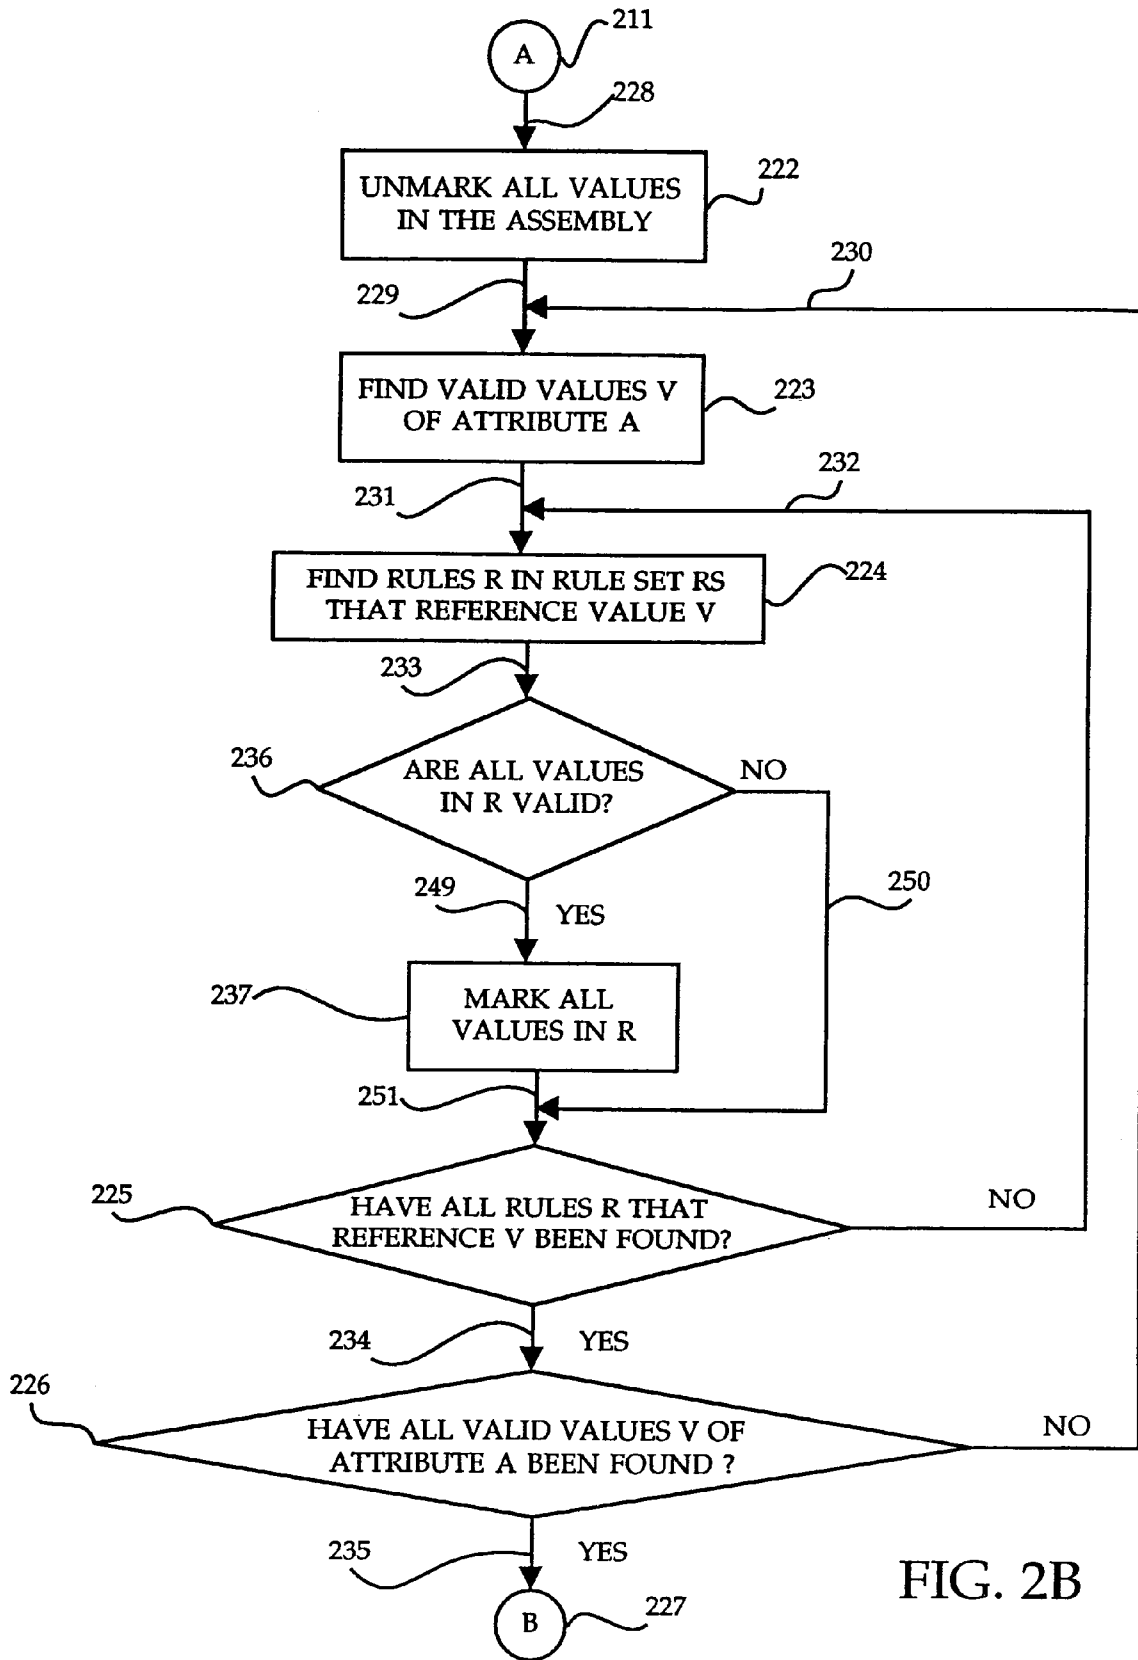 211
A
228
UNMARK ALL VALUES
IN THE ASSEMBLY
222
229
230
FIND VALID VALUES V
OF ATTRIBUTE A
223
231
232
FIND RULES R IN RULE SET RS
THAT REFERENCE VALUE V
224
233
236
ARE ALL VALUES
IN R VALID?
NO
249
YES
250
237
MARK ALL
VALUES IN R
251
225
HAVE ALL RULES R THAT
REFERENCE V BEEN FOUND?
NO
234
YES
226
HAVE ALL VALID VALUES V OF
ATTRIBUTE A BEEN FOUND ?
NO
235
YES
B
227
FIG. 2B